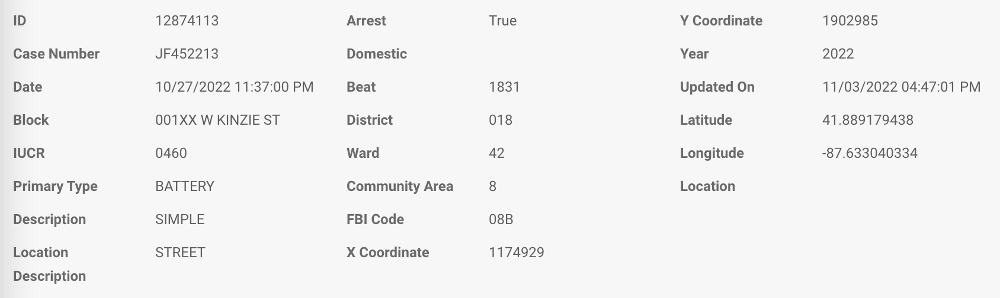 ID 12874113 Arrest True Y Coordinate 1902985
Case Number JF452213 Domestic Year 2022
Date 10/27/2022 11:37:00 PM Beat 1831 Updated On 11/03/2022 04:47:01 PM
Block 001XX W KINZIE ST District 018 Latitude 41.889179438
IUCR 0460 Ward 42 Longitude -87.633040334
Primary Type BATTERY Community Area 8 Location
Description SIMPLE FBI Code 08B
Location STREET X Coordinate 1174929
Description